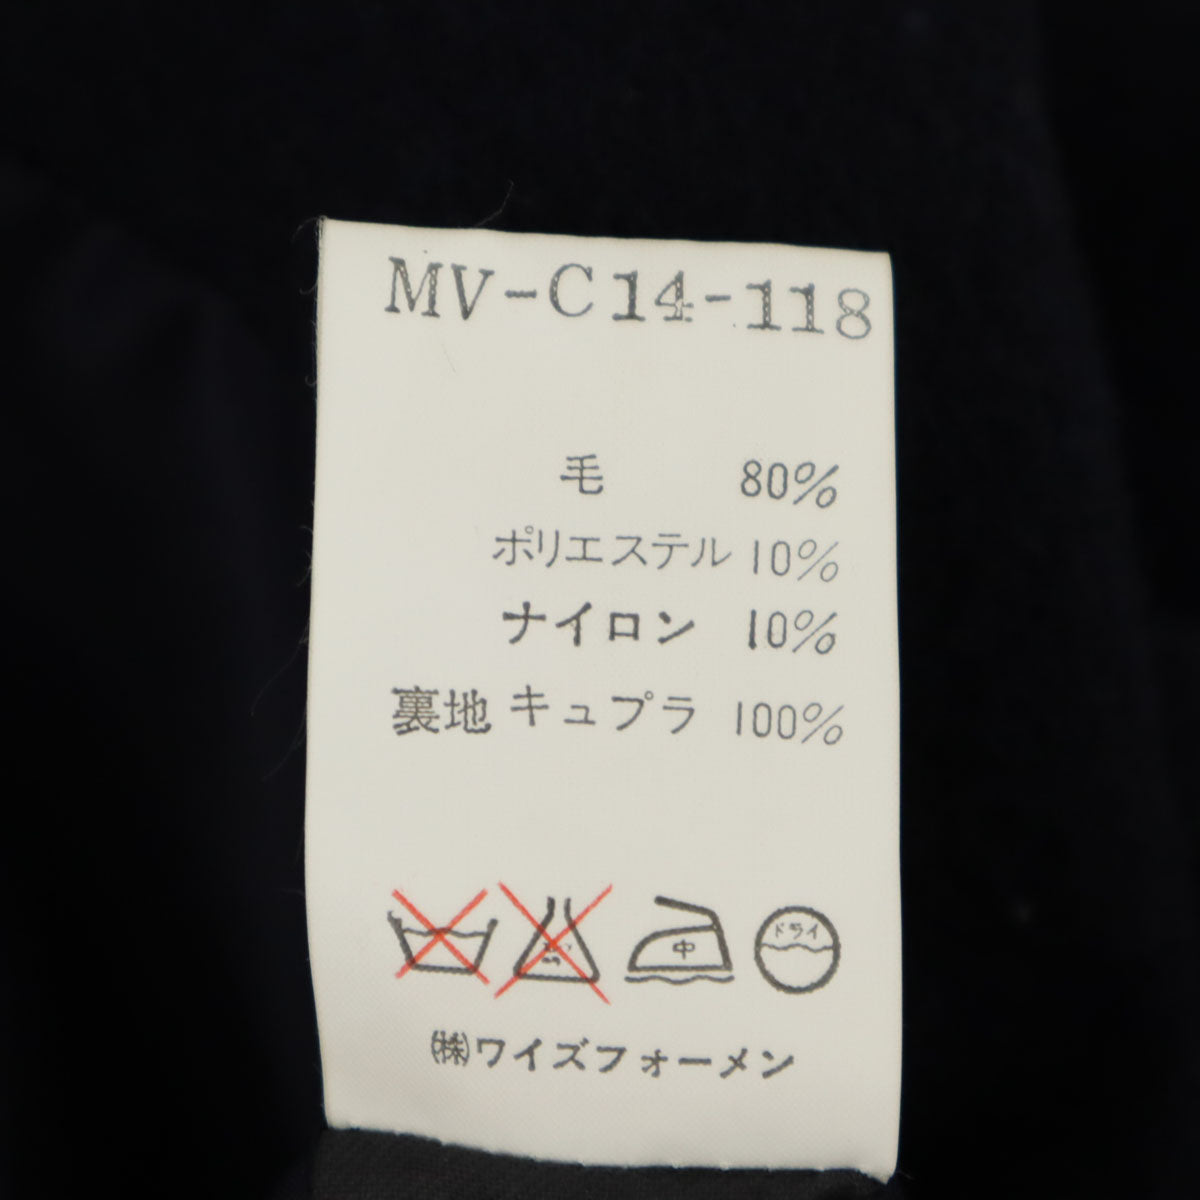 MV-C14-118
毛 80%
ポリエステル 10%
ナイロン 10%
裏地 キュプラ 100%
中 ドライ
㈱ワイズフォーメン